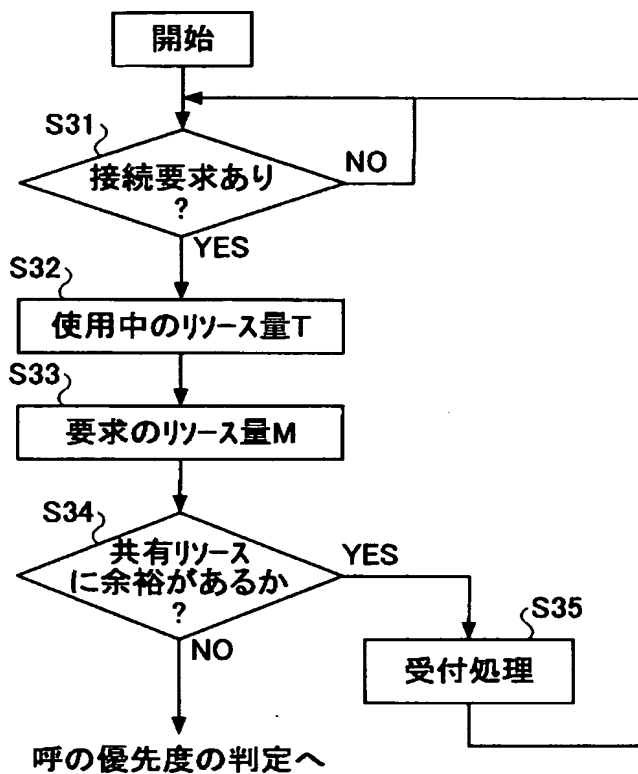 開始
S31
接続要求あり
?
NO
YES
S32
使用中のリソース量T
S33
要求のリソース量M
S34
共有リソース
に余裕があるか
?
YES
NO
S35
受付処理
呼の優先度の判定へ